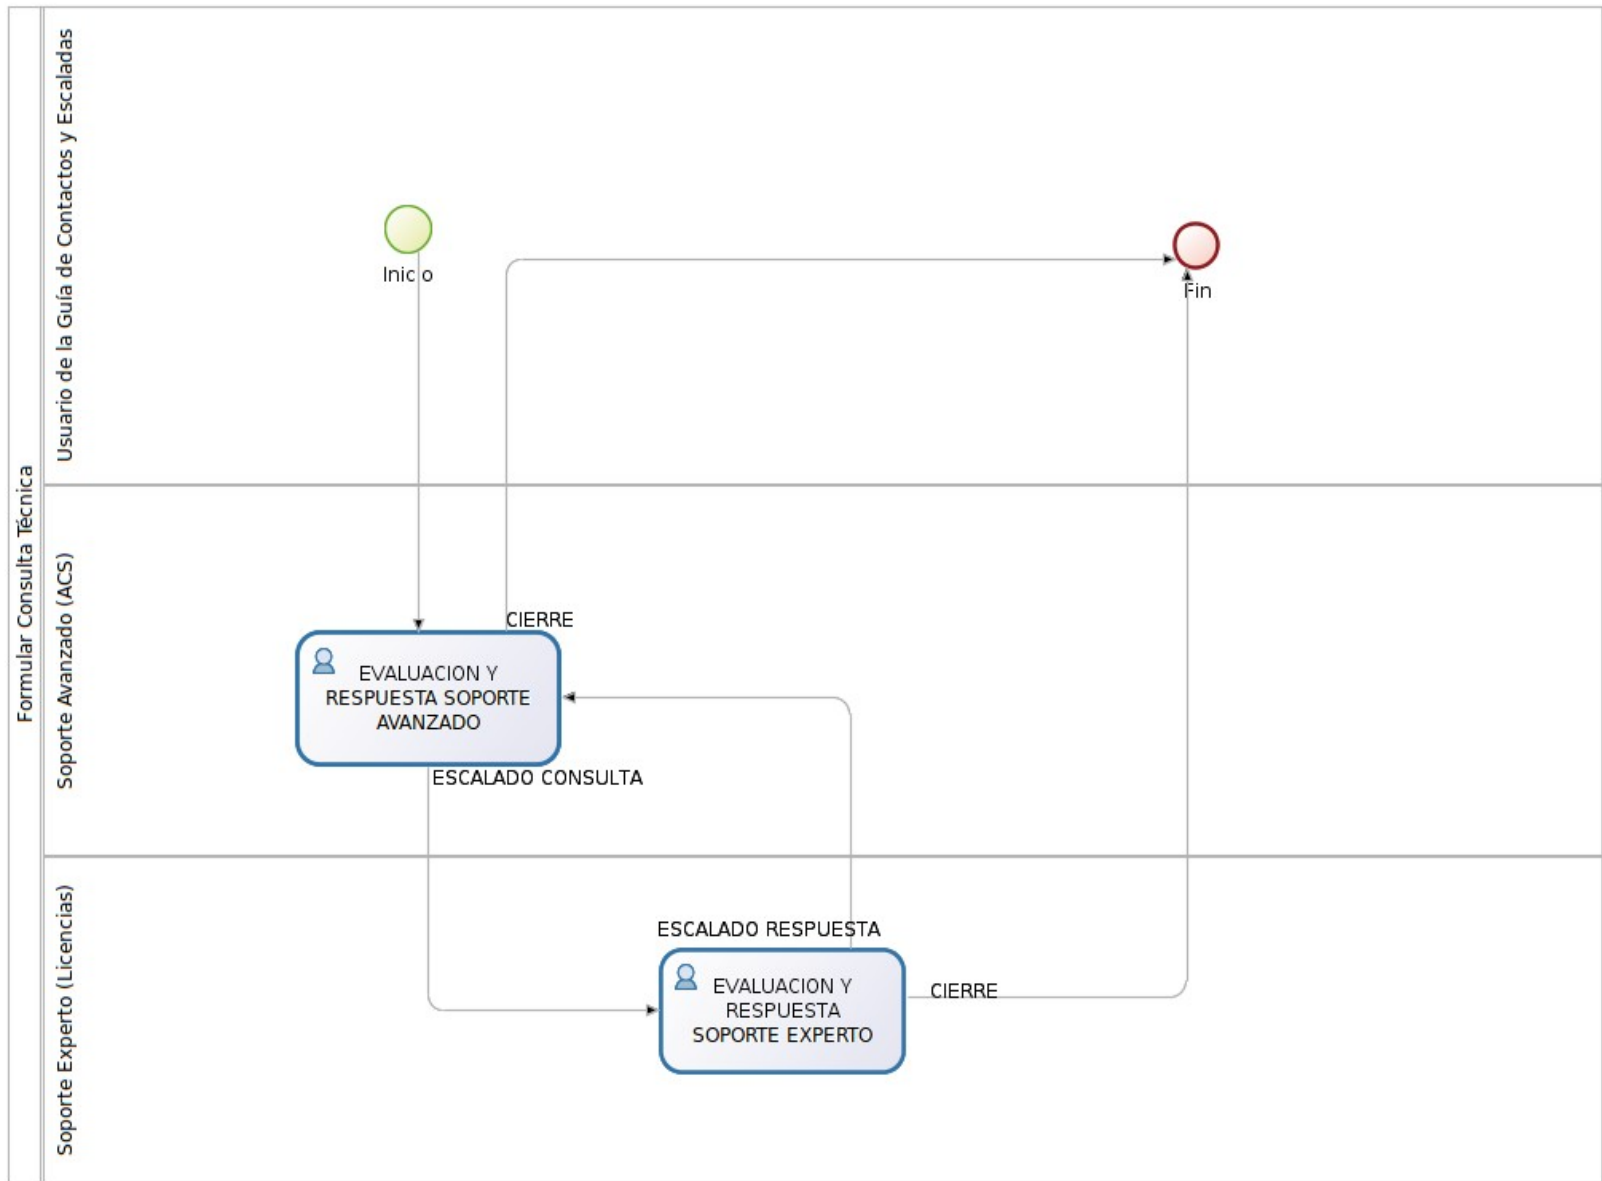 Formular Consulta Técnica
Usuario de la Guía de Contactos y Escaladas
Inicio
Fin
Soporte Avanzado (ACS)
CIERRE
EVALUACION Y
RESPUESTA SOPORTE
AVANZADO
ESCALADO CONSULTA
Soporte Experto (Licencias)
ESCALADO RESPUESTA
EVALUACION Y
RESPUESTA
SOPORTE EXPERTO
CIERRE